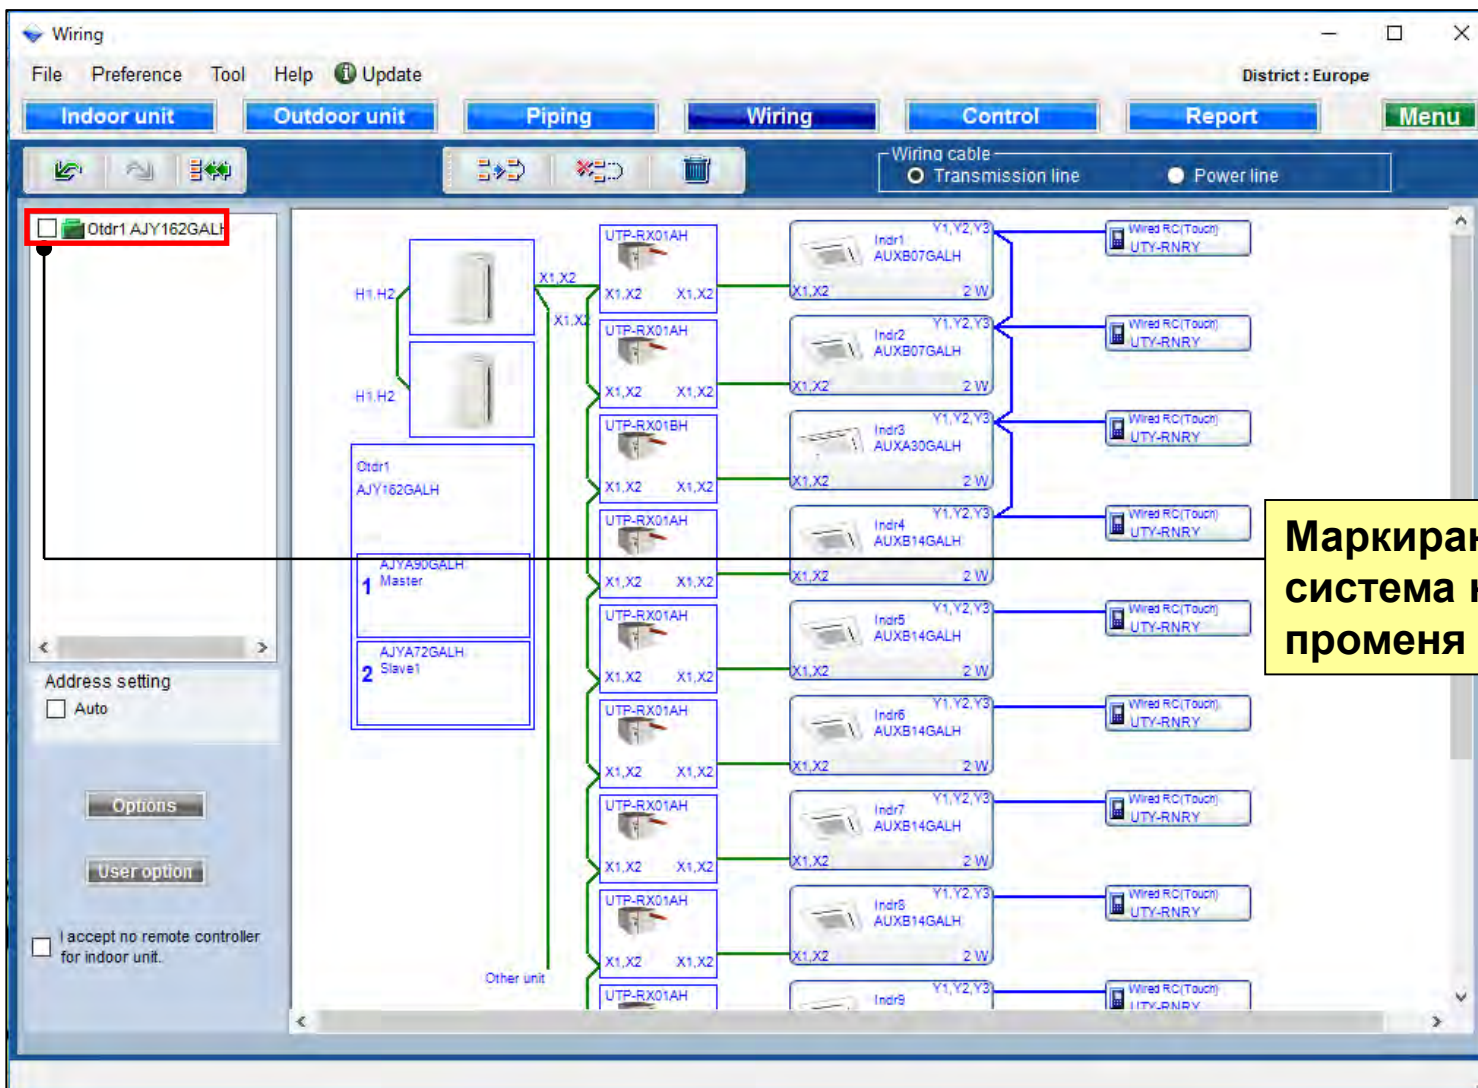 Wiring
File Preference Tool Help Update
District : Europe
Indoor unit Outdoor unit Piping Wiring Control Report Menu
Wiring cable
Transmission line Power line
Otdr1 AJY162GALH
Address setting
Auto
Options
User option
I accept no remote controller
for indoor unit.
H1.H2
X1,X2
X1,X2
H1.H2
Otdr1
AJY162GALH
AJYA90GALH
1 Master
AJYA72GALH
2 Slave1
Other unit
UTP-RX01AH
X1,X2 X1,X2
UTP-RX01AH
X1,X2 X1,X2
UTP-RX01BH
X1,X2 X1,X2
UTP-RX01AH
X1,X2 X1,X2
UTP-RX01AH
X1,X2 X1,X2
UTP-RX01AH
X1,X2 X1,X2
UTP-RX01AH
X1,X2 X1,X2
UTP-RX01AH
X1,X2 X1,X2
UTP-RX01AH
Y1,Y2,Y3
Indr1
AUXB07GALH
X1,X2 2 W
Y1,Y2,Y3
Indr2
AUXB07GALH
X1,X2 2 W
Y1,Y2,Y3
Indr3
AUXA30GALH
X1,X2 2 W
Y1,Y2,Y3
Indr4
AUXB14GALH
X1,X2 2 W
Y1,Y2,Y3
Indr5
AUXB14GALH
X1,X2 2 W
Y1,Y2,Y3
Indr6
AUXB14GALH
X1,X2 2 W
Y1,Y2,Y3
Indr7
AUXB14GALH
X1,X2 2 W
Y1,Y2,Y3
Indr8
AUXB14GALH
X1,X2 2 W
Y1,Y2,Y3
Indr9
Wired RC(Touch)
UTY-RNRY
Wired RC(Touch)
UTY-RNRY
Wired RC(Touch)
UTY-RNRY
Wired RC(Touch)
UTY-RNRY
Wired RC(Touch)
UTY-RNRY
Wired RC(Touch)
UTY-RNRY
Wired RC(Touch)
UTY-RNRY
Wired RC(Touch)
UTY-RNRY
Wired RC(Touch)
UTY-RNRY
Маркиран
система
променя